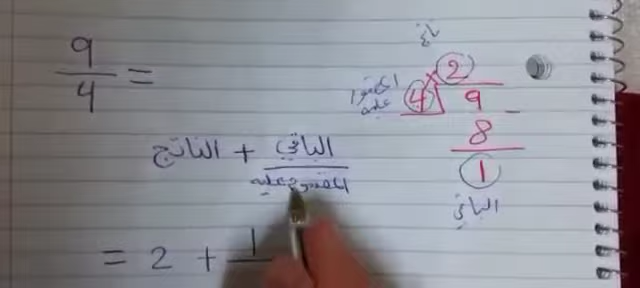 9/4 =
ناتج
2
المقسوم عليه
4 9 -
8
1
الباقي
الناتج + الباقي/المقسوم عليه
= 2 + 1/